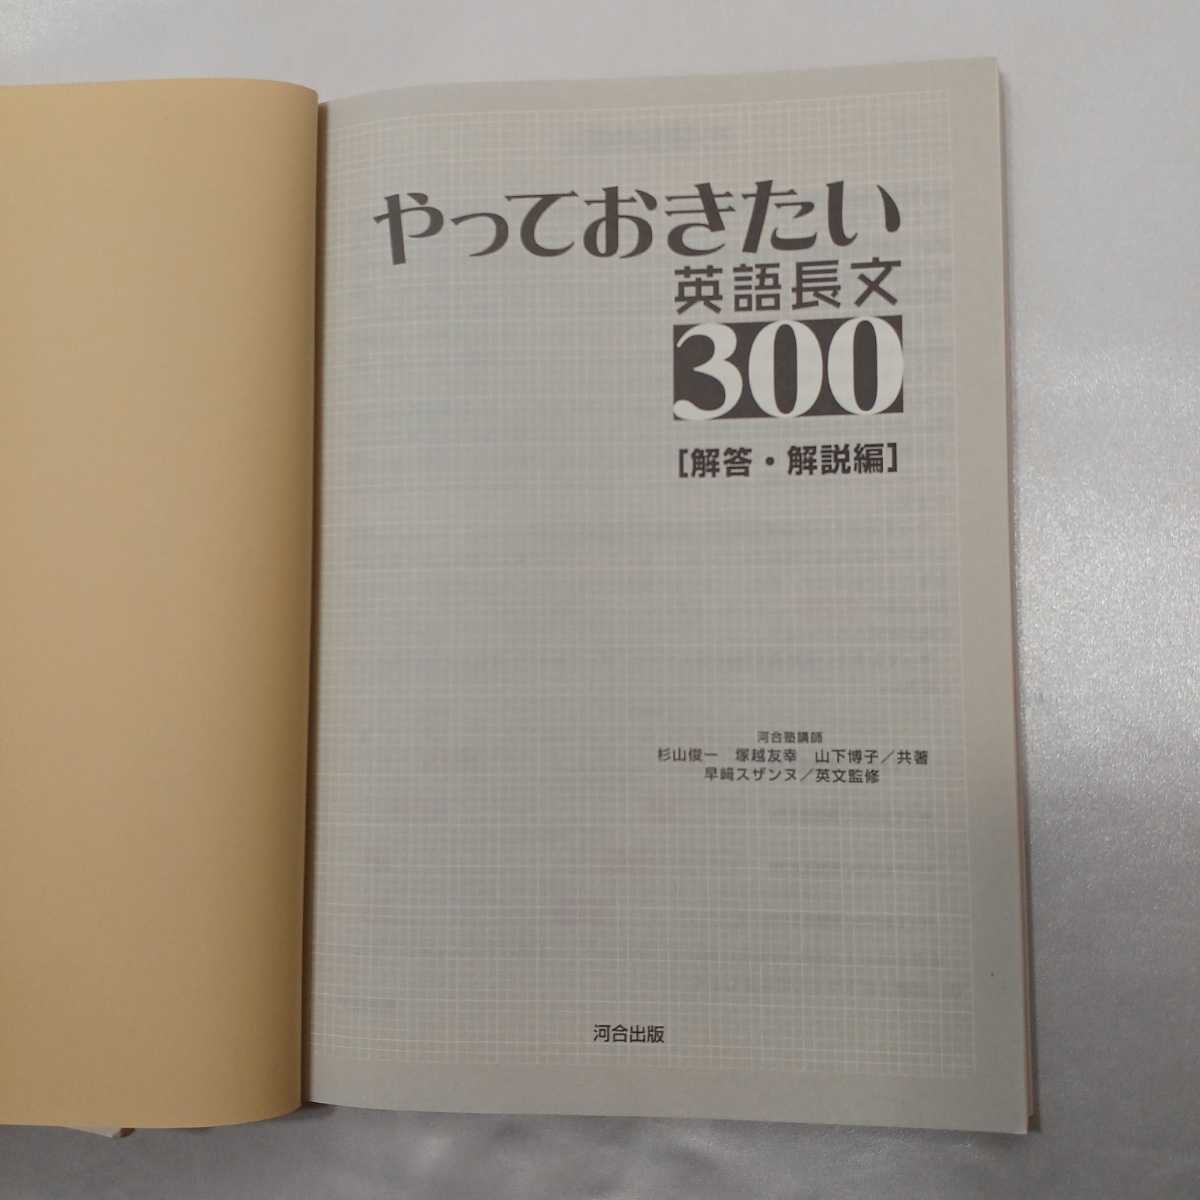 やっておきたい
英語長文
300
[解答・解説編]
河合塾講師
杉山俊一 塚越友幸 山下博子／共著
早﨑スザンヌ／英文監修
河合出版